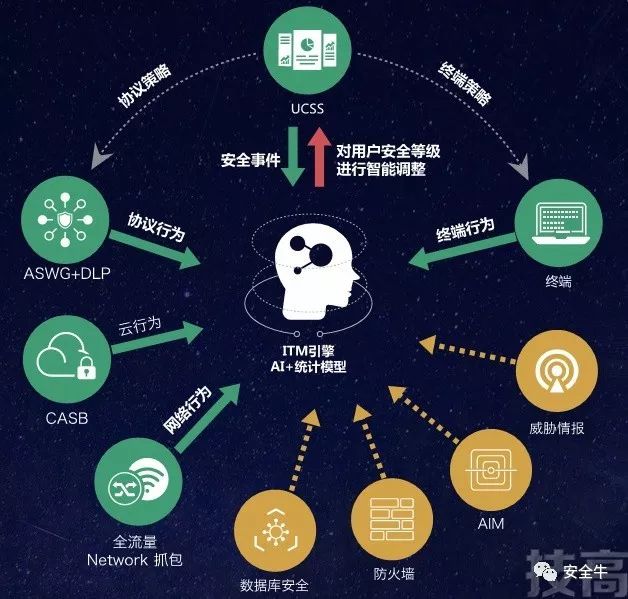 UCSS
协议策略
终端策略
安全事件
对用户安全等级
进行智能调整
ASWG+DLP
协议行为
终端行为
终端
ITM引擎
AI+统计模型
云行为
CASB
网络行为
全流量
Network 抓包
威胁情报
AIM
防火墙
数据库安全
技高
安全牛